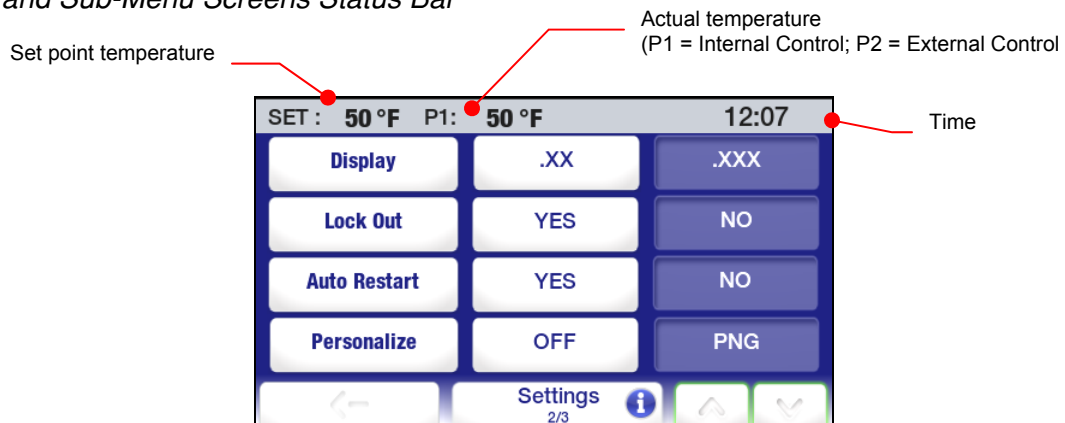 and Sub-Menu Screens Status Bar
Actual temperature
(P1 = Internal Control; P2 = External Control
Set point temperature
Time
SET : 50 °F P1: 50 °F 12:07
Display .XX .XXX
Lock Out YES NO
Auto Restart YES NO
Personalize OFF PNG
Settings
2/3